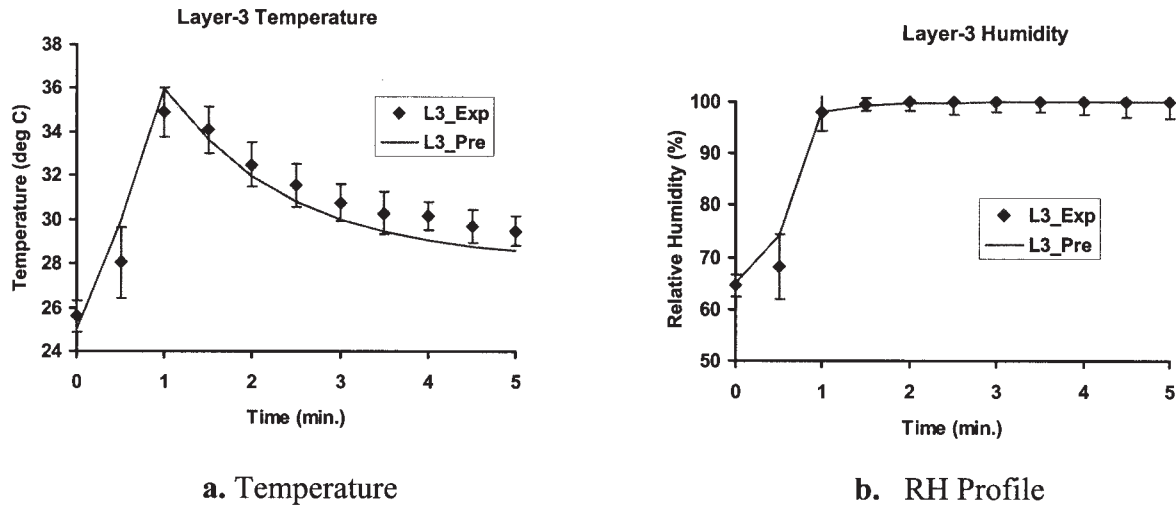 Layer-3 Temperature
Temperature (deg C)
38
36
34
32
30
28
26
24
0 1 2 3 4 5
Time (min.)
L3_Exp
L3_Pre
a. Temperature
Layer-3 Humidity
Relative Humidity (%)
100
90
80
70
60
50
0 1 2 3 4 5
Time (min.)
L3_Exp
L3_Pre
b. RH Profile